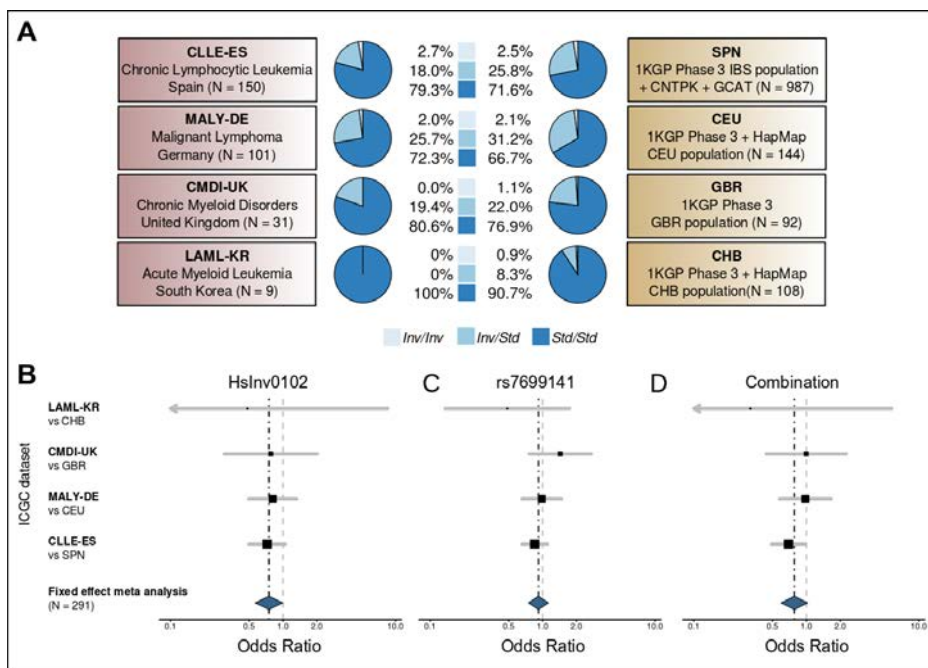 A
CLLE-ES
Chronic Lymphocytic Leukemia
Spain (N = 150)
2.7% 2.5%
18.0% 25.8%
79.3% 71.6%
SPN
1KGP Phase 3 IBS population
+ CNTPK + GCAT (N = 987)
MALY-DE
Malignant Lymphoma
Germany (N = 101)
2.0% 2.1%
25.7% 31.2%
72.3% 66.7%
CEU
1KGP Phase 3 + HapMap
CEU population (N = 144)
CMDI-UK
Chronic Myeloid Disorders
United Kingdom (N = 31)
0.0% 1.1%
19.4% 22.0%
80.6% 76.9%
GBR
1KGP Phase 3
GBR population (N = 92)
LAML-KR
Acute Myeloid Leukemia
South Korea (N = 9)
0% 0.9%
0% 8.3%
100% 90.7%
CHB
1KGP Phase 3 + HapMap
CHB population(N = 108)
Inv/Inv Inv/Std Std/Std
B HsInv0102
C rs7699141
D Combination
ICGC dataset
LAML-KR
vs CHB
CMDI-UK
vs GBR
MALY-DE
vs CEU
CLLE-ES
vs SPN
Fixed effect meta analysis
(N = 291)
0.1 0.5 1.0 2.0 10.0
0.1 0.5 1.0 2.0 10.0
0.1 0.5 1.0 2.0 10.0
Odds Ratio
Odds Ratio
Odds Ratio